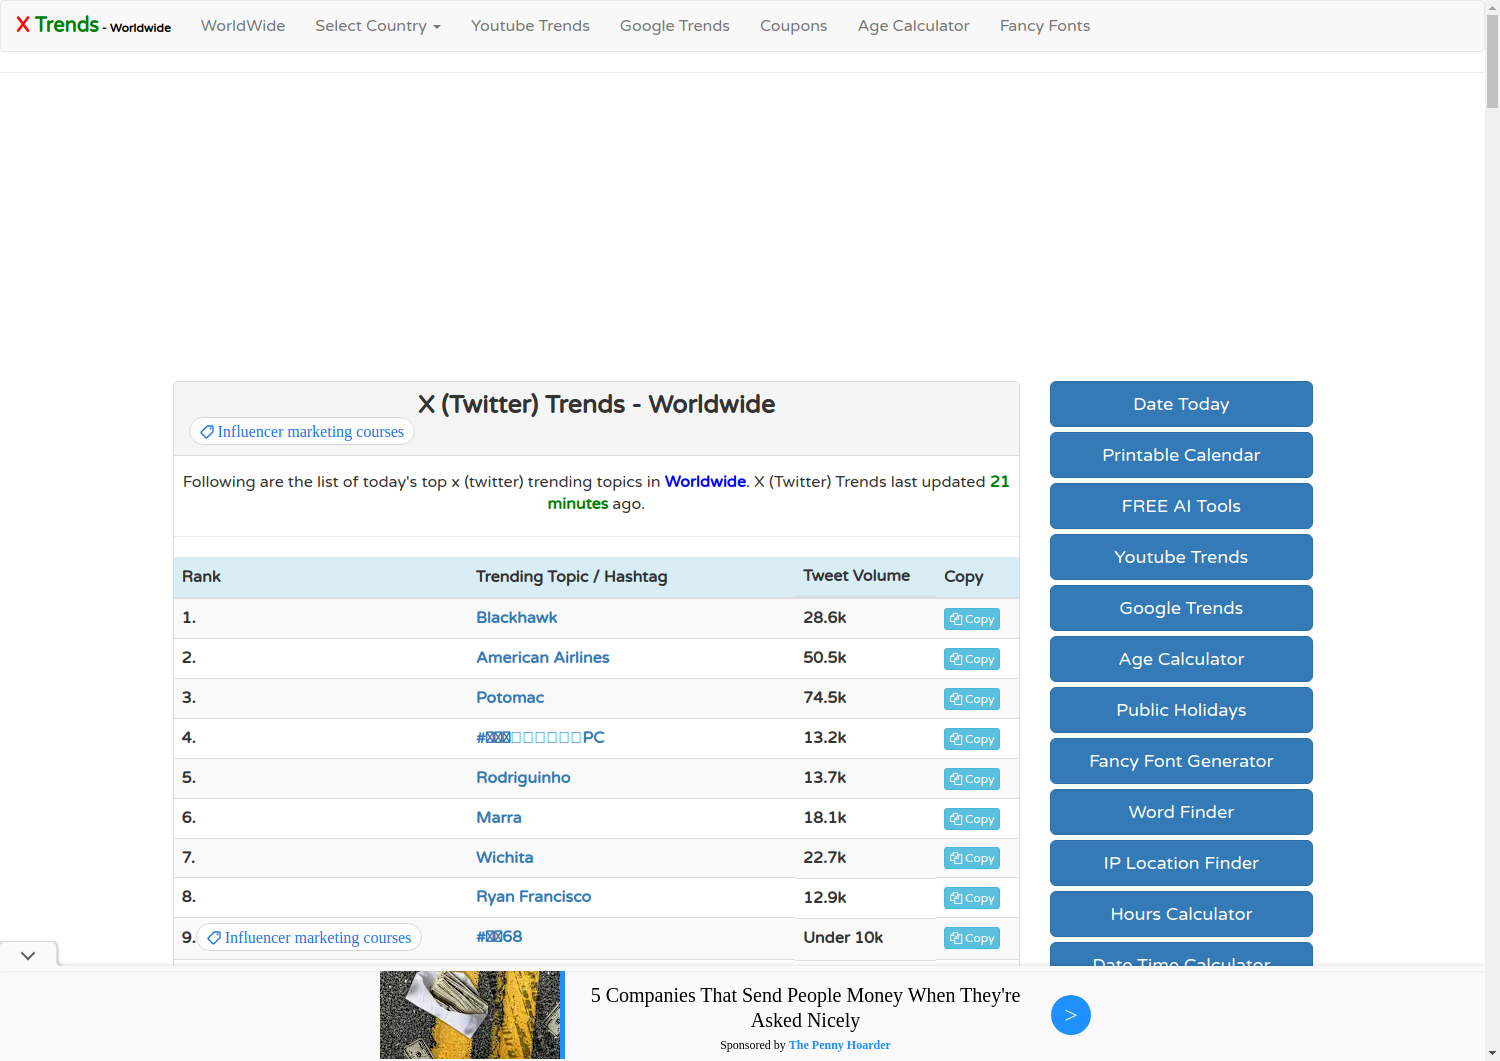 X Trends - Worldwide WorldWide Select Country Youtube Trends Google Trends Coupons Age Calculator Fancy Fonts
X (Twitter) Trends - Worldwide
Influencer marketing courses
Following are the list of today's top x (twitter) trending topics in Worldwide. X (Twitter) Trends last updated 21
minutes ago.
Rank Trending Topic / Hashtag Tweet Volume Copy
1. Blackhawk 28.6k Copy
2. American Airlines 50.5k Copy
3. Potomac 74.5k Copy
4. # PC 13.2k Copy
5. Rodriguinho 13.7k Copy
6. Marra 18.1k Copy
7. Wichita 22.7k Copy
8. Ryan Francisco 12.9k Copy
9. Influencer marketing courses # 68 Under 10k Copy
Date Today
Printable Calendar
FREE AI Tools
Youtube Trends
Google Trends
Age Calculator
Public Holidays
Fancy Font Generator
Word Finder
IP Location Finder
Hours Calculator
Date Time Calculator
5 Companies That Send People Money When They're
Asked Nicely
Sponsored by The Penny Hoarder
>